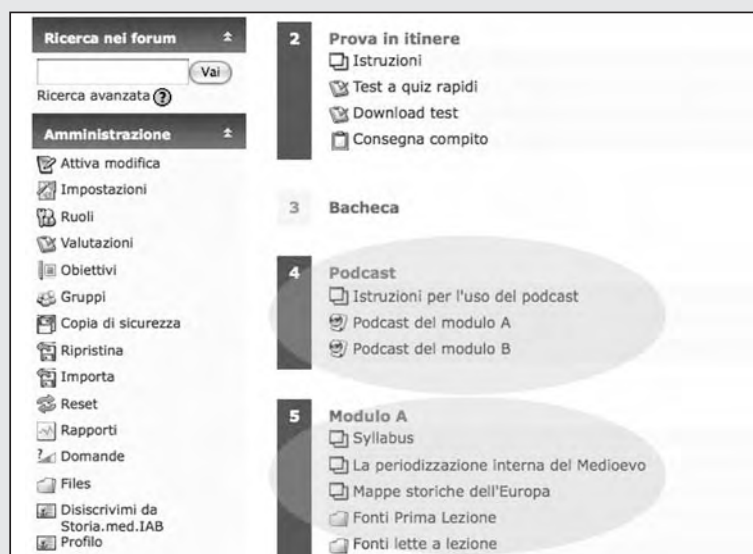 Ricerca nei forum
Vai
Ricerca avanzata ?
Amministrazione
Attiva modifica
Impostazioni
Ruoli
Valutazioni
Obiettivi
Gruppi
Copia di sicurezza
Ripristina
Importa
Reset
Rapporti
Domande
Files
Disiscrivimi da
Storia.med.IAB
Profilo
2 Prova in itinere
Istruzioni
Test a quiz rapidi
Download test
Consegna compito
3 Bacheca
4 Podcast
Istruzioni per l'uso del podcast
Podcast del modulo A
Podcast del modulo B
5 Modulo A
Syllabus
La periodizzazione interna del Medioevo
Mappe storiche dell'Europa
Fonti Prima Lezione
Fonti lette a lezione